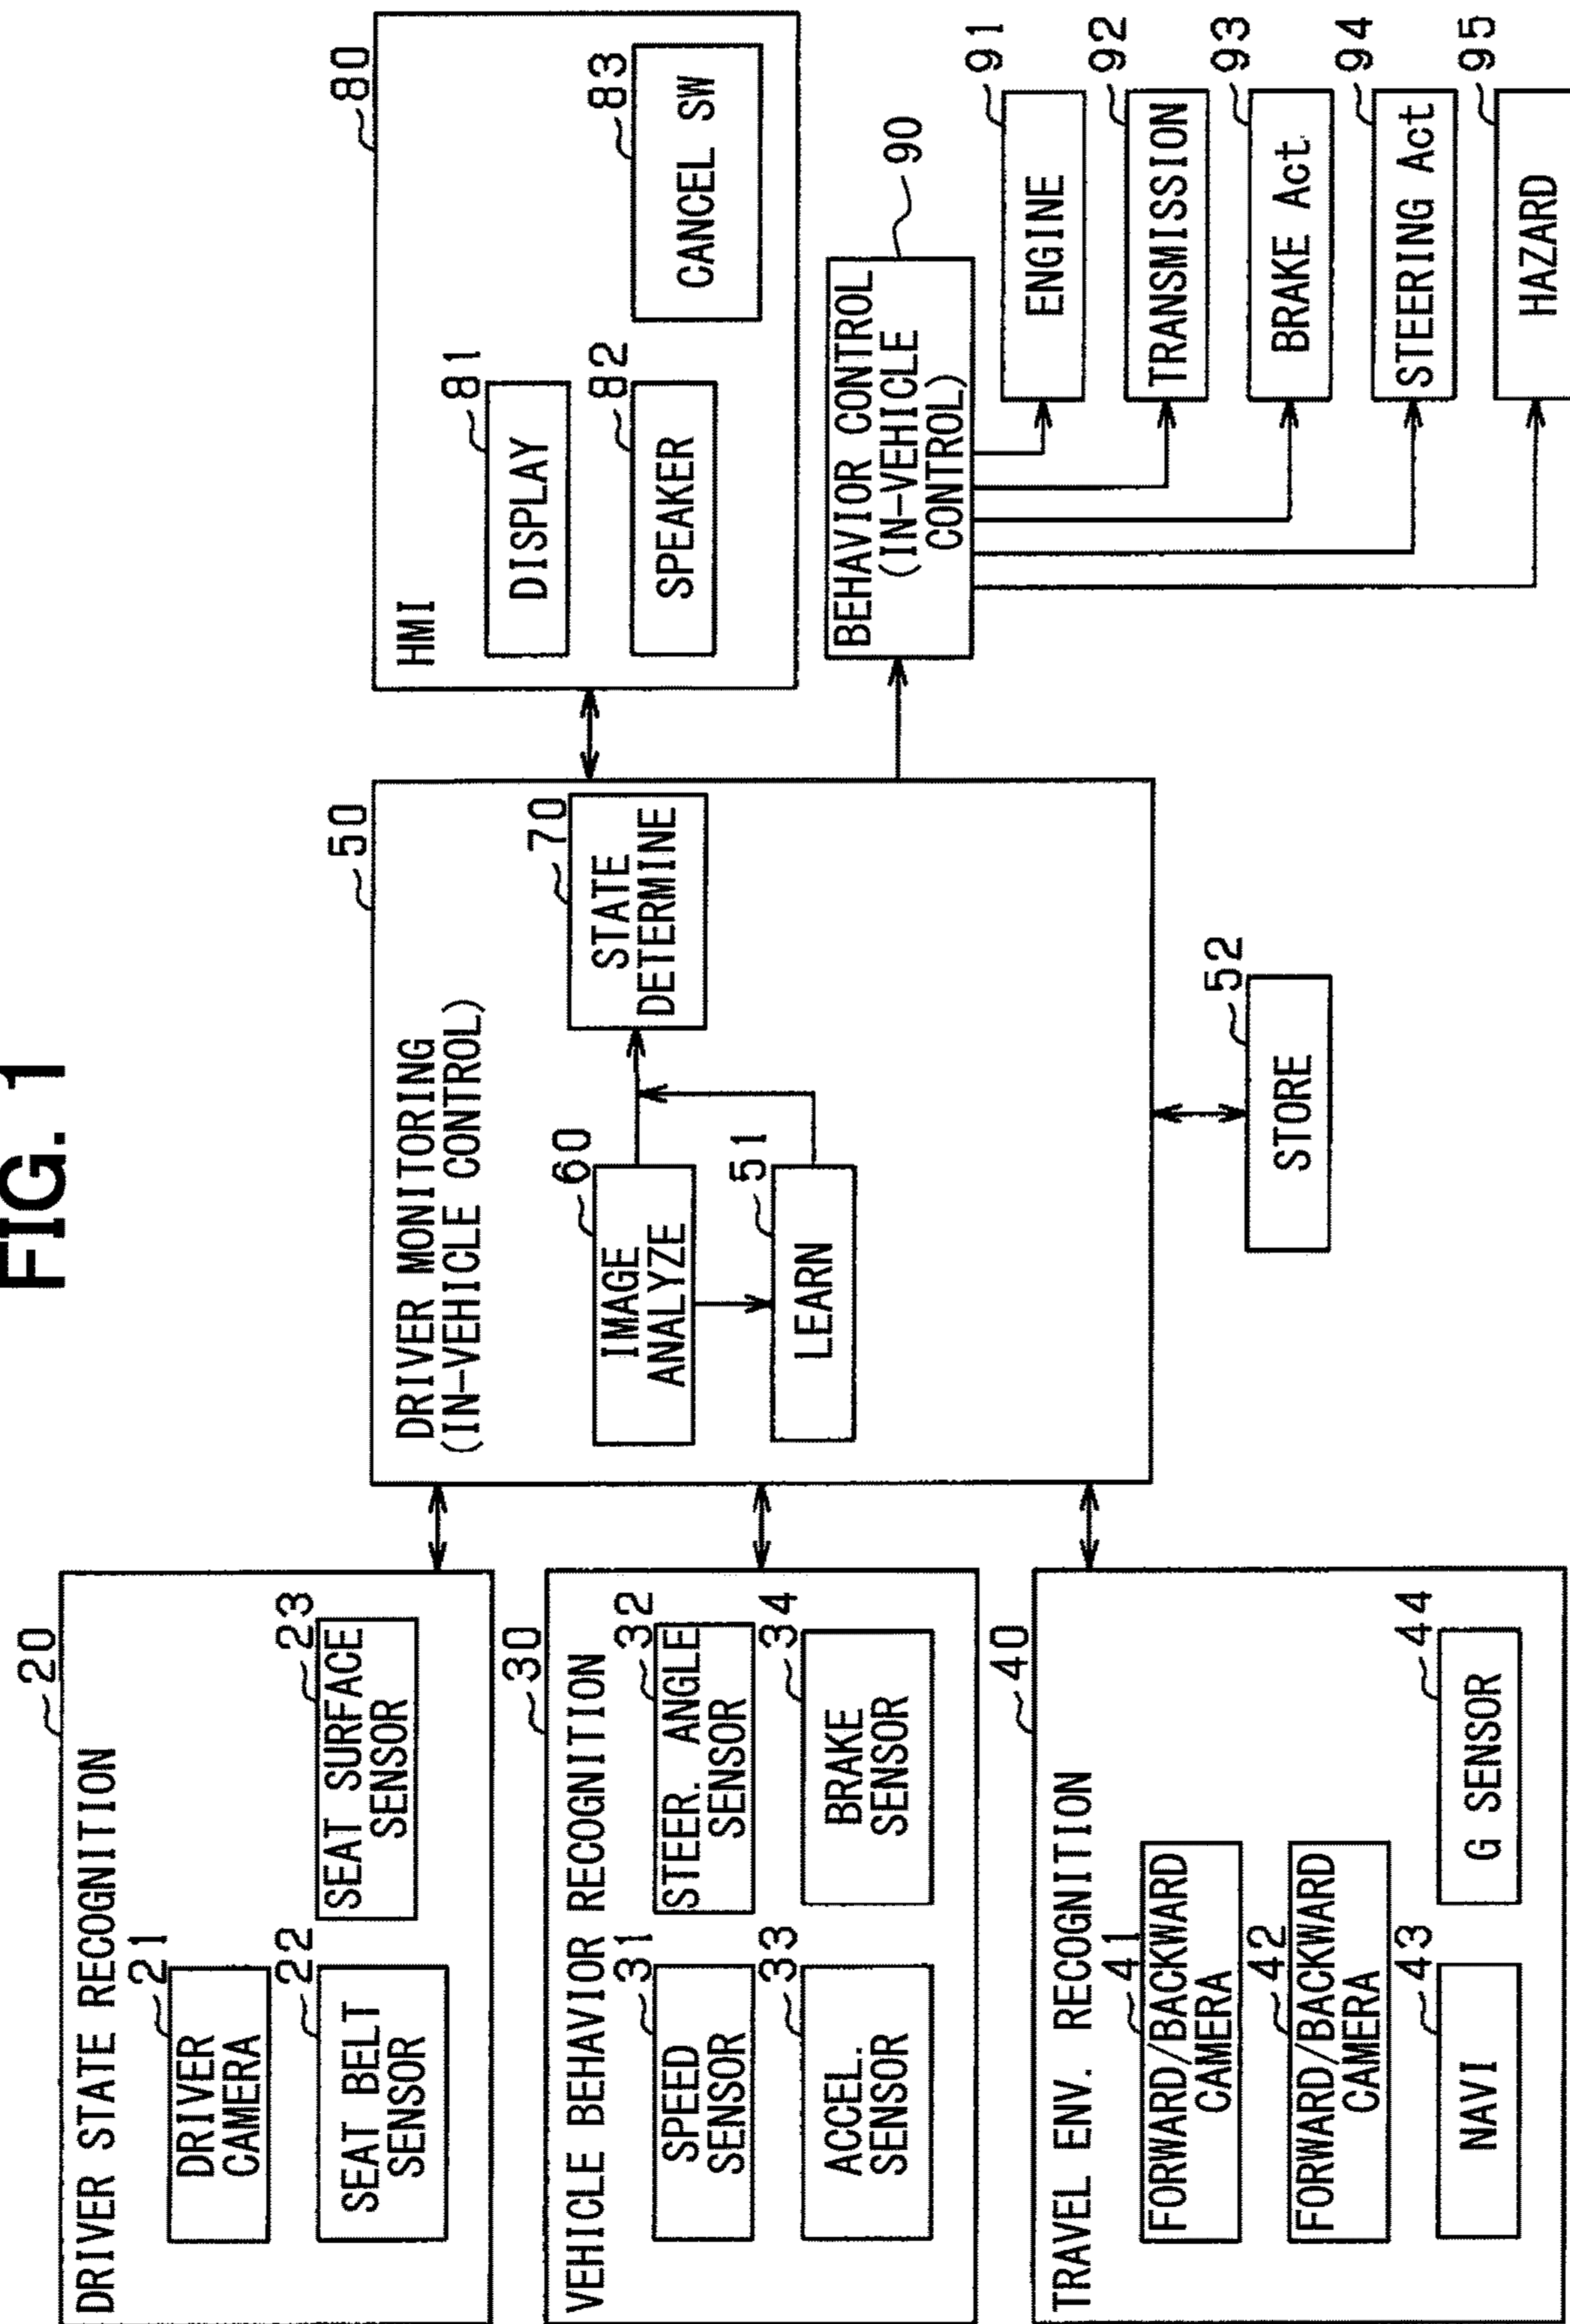 FIG. 1
20
DRIVER STATE RECOGNITION
21
DRIVER
CAMERA
22
SEAT BELT
SENSOR
23
SEAT SURFACE
SENSOR
30
VEHICLE BEHAVIOR RECOGNITION
31
SPEED
SENSOR
32
STEER. ANGLE
SENSOR
33
ACCEL.
SENSOR
34
BRAKE
SENSOR
40
TRAVEL ENV. RECOGNITION
41
FORWARD/BACKWARD
CAMERA
42
FORWARD/BACKWARD
CAMERA
43
NAVI
44
G SENSOR
50
DRIVER MONITORING
(IN-VEHICLE CONTROL)
60
IMAGE
ANALYZE
51
LEARN
70
STATE
DETERMINE
52
STORE
80
HMI
81
DISPLAY
82
SPEAKER
83
CANCEL SW
90
BEHAVIOR CONTROL
(IN-VEHICLE
CONTROL)
91
ENGINE
92
TRANSMISSION
93
BRAKE Act
94
STEERING Act
95
HAZARD